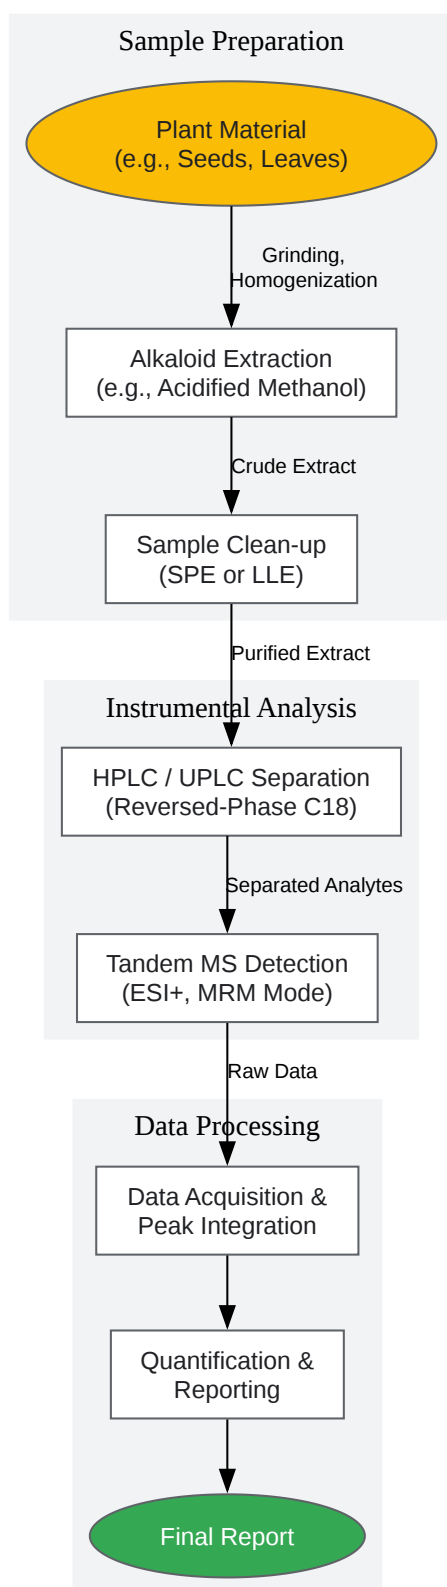 Sample Preparation
Plant Material
(e.g., Seeds, Leaves)
Grinding,
Homogenization
Alkaloid Extraction
(e.g., Acidified Methanol)
Crude Extract
Sample Clean-up
(SPE or LLE)
Purified Extract
Instrumental Analysis
HPLC / UPLC Separation
(Reversed-Phase C18)
Separated Analytes
Tandem MS Detection
(ESI+, MRM Mode)
Raw Data
Data Processing
Data Acquisition &
Peak Integration
Quantification &
Reporting
Final Report